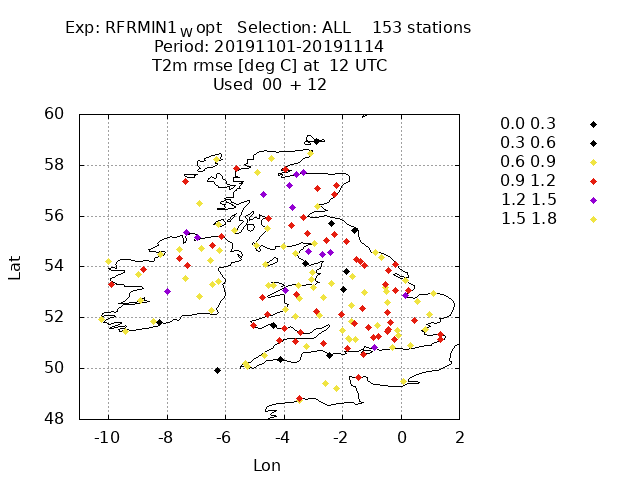 Exp: RFRMIN1wopt Selection: ALL 153 stations
Period: 20191101-20191114
T2m rmse [deg C] at 12 UTC
Used 00 + 12
60
58
56
54
52
50
48
Lat
-10 -8 -6 -4 -2 0 2
Lon
0.0 0.3
0.3 0.6
0.6 0.9
0.9 1.2
1.2 1.5
1.5 1.8